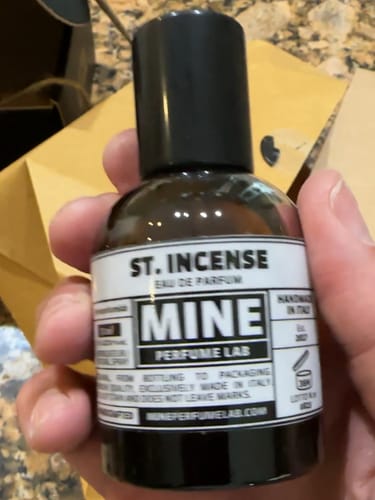 ST. INCENSE
EAU DE PARFUM
MINE
PERFUME LAB
HANDMADE
IN ITALY
FROM BOTTLING TO PACKAGING
EXCLUSIVELY MADE IN ITALY
AND DOES NOT LEAVE MARKS.
MINEPERFUMELAB.COM